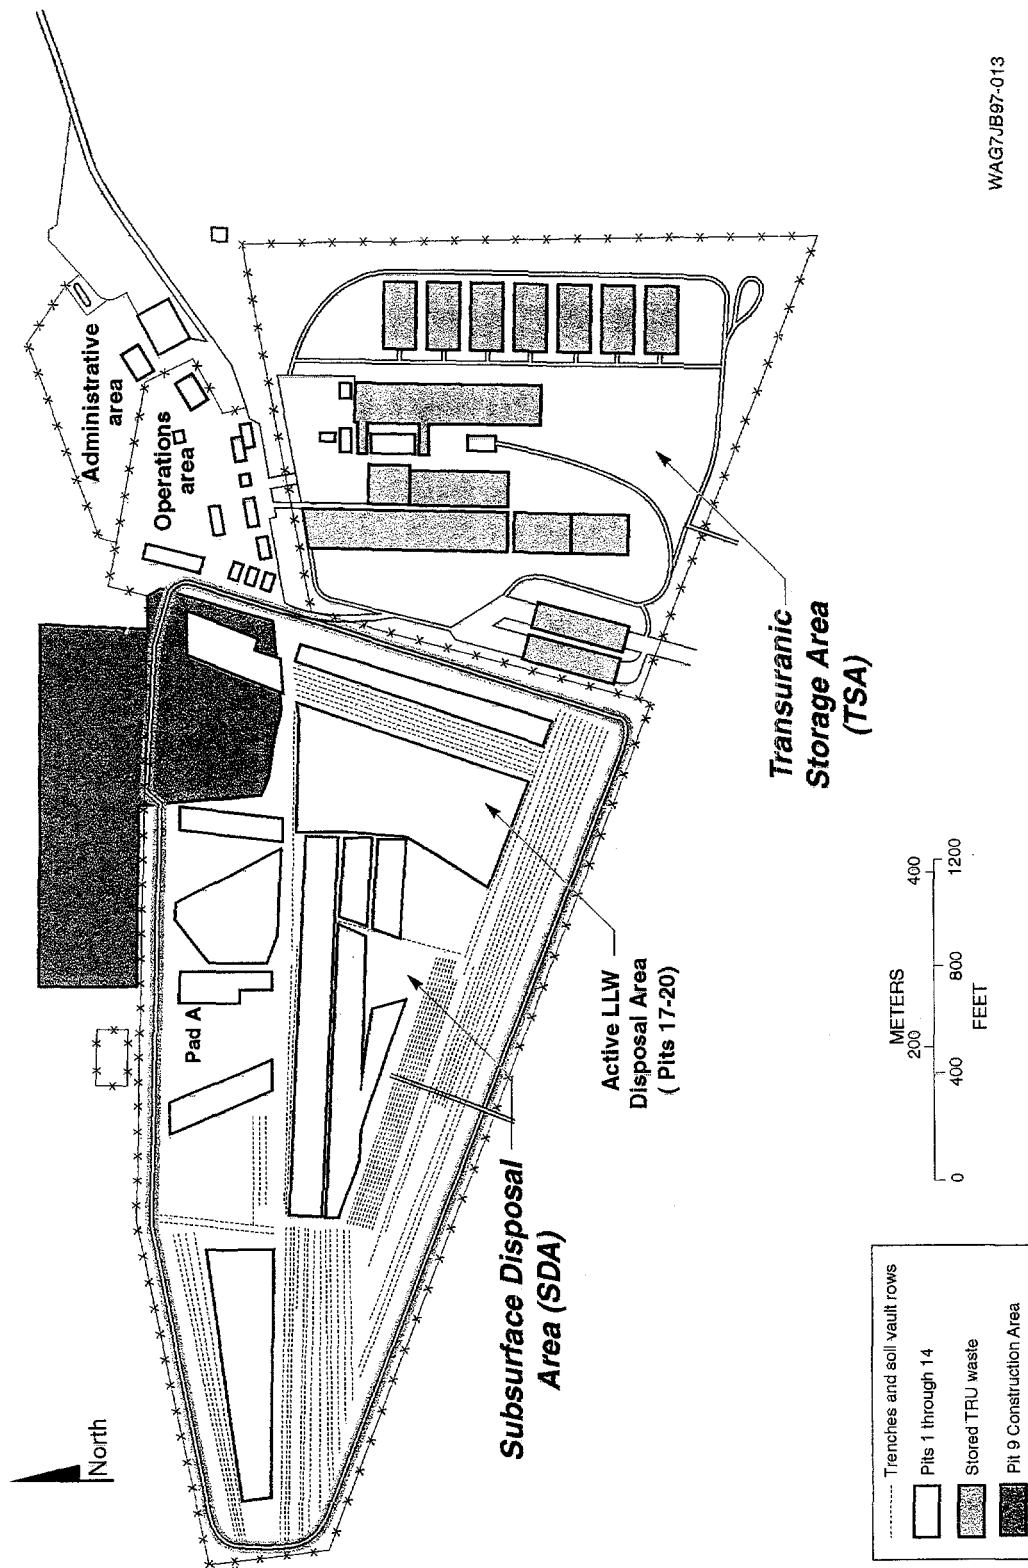 North
Administrative
area
Operations
area
Pad A
Subsurface Disposal
Area (SDA)
Active LLW
Disposal Area
( Pits 17-20)
Transuranic
Storage Area
(TSA)
Trenches and soil vault rows
Pits 1 through 14
Stored TRU waste
Pit 9 Construction Area
METERS
200 400
0 400 800 1200
FEET
WAG7JB97-013